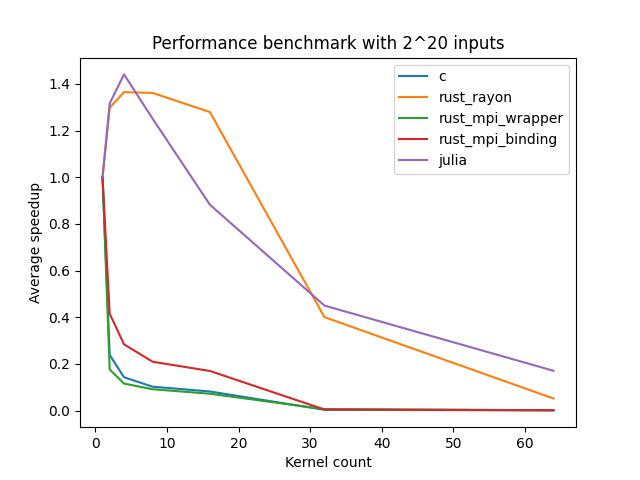 Performance benchmark with 2^20 inputs
c
rust_rayon
rust_mpi_wrapper
rust_mpi_binding
julia
Average speedup
1.4
1.2
1.0
0.8
0.6
0.4
0.2
0.0
0 10 20 30 40 50 60
Kernel count